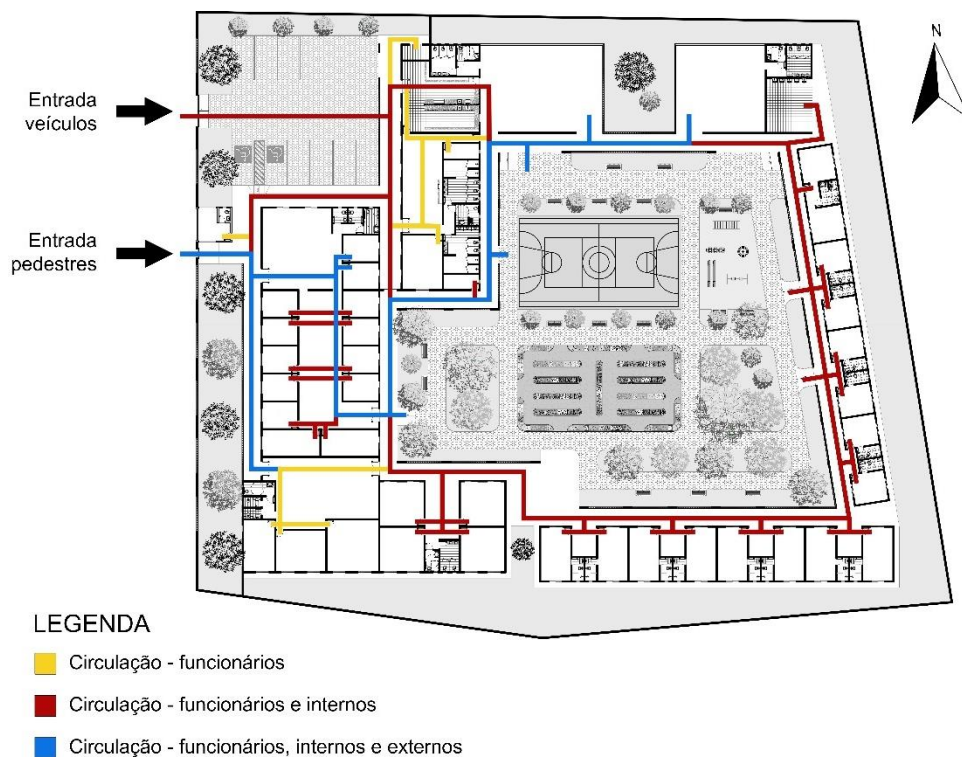 N
Entrada
veículos
Entrada
pedestres
LEGENDA
Circulação - funcionários
Circulação - funcionários e internos
Circulação - funcionários, internos e externos